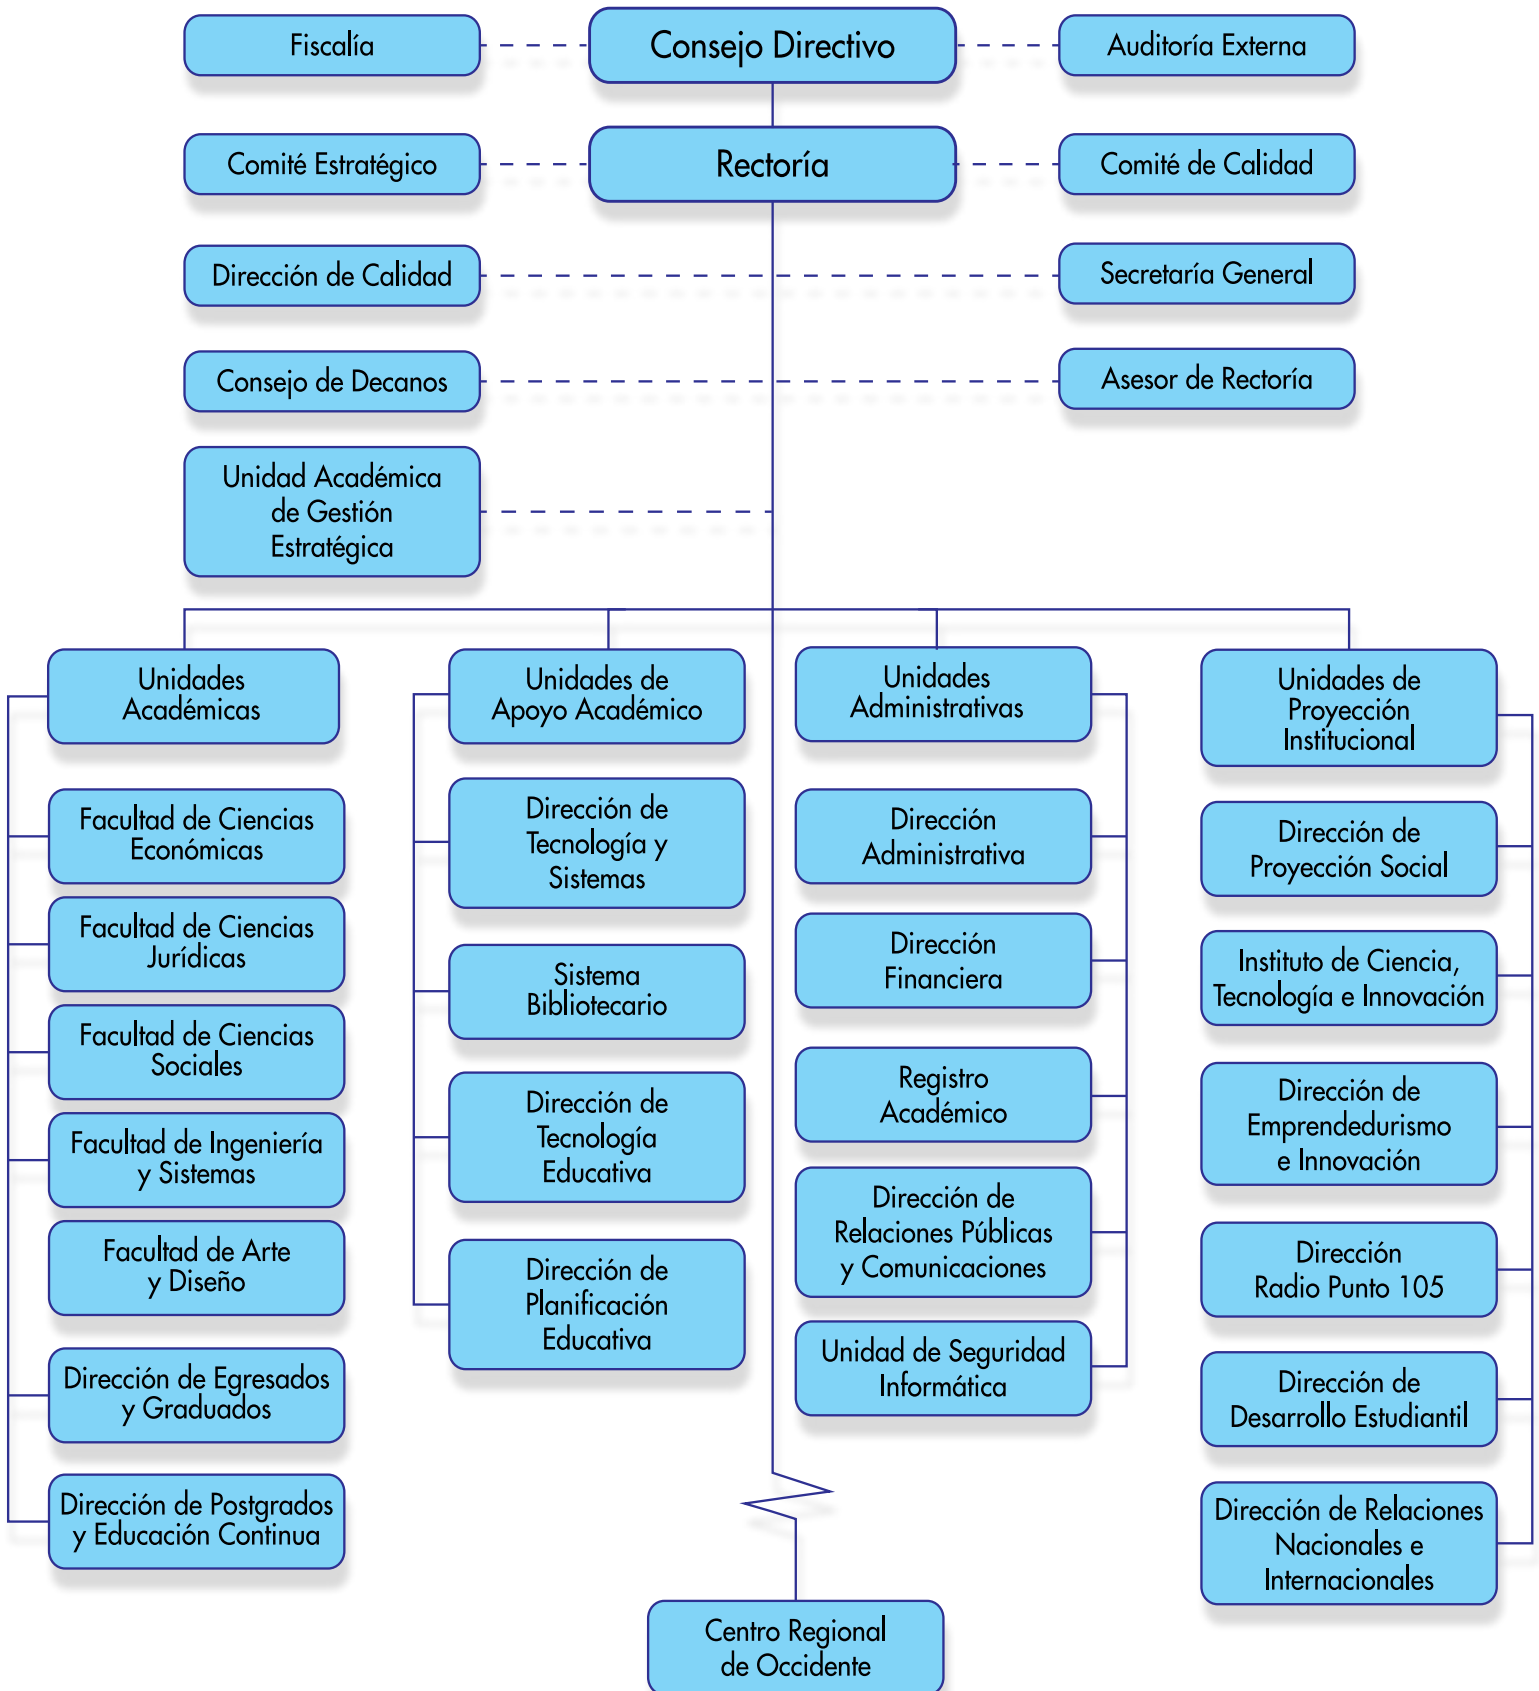 Fiscalía
Consejo Directivo
Auditoría Externa
Comité Estratégico
Rectoría
Comité de Calidad
Dirección de Calidad
Secretaría General
Consejo de Decanos
Asesor de Rectoría
Unidad Académica
de Gestión
Estratégica
Unidades
Académicas
Facultad de Ciencias
Económicas
Facultad de Ciencias
Jurídicas
Facultad de Ciencias
Sociales
Facultad de Ingeniería
y Sistemas
Facultad de Arte
y Diseño
Dirección de Egresados
y Graduados
Dirección de Postgrados
y Educación Continua
Unidades de
Apoyo Académico
Dirección de
Tecnología y
Sistemas
Sistema
Bibliotecario
Dirección de
Tecnología
Educativa
Dirección de
Planificación
Educativa
Unidades
Administrativas
Dirección
Administrativa
Dirección
Financiera
Registro
Académico
Dirección de
Relaciones Públicas
y Comunicaciones
Unidad de Seguridad
Informática
Unidades de
Proyección
Institucional
Dirección de
Proyección Social
Instituto de Ciencia,
Tecnología e Innovación
Dirección de
Emprendedurismo
e Innovación
Dirección
Radio Punto 105
Dirección de
Desarrollo Estudiantil
Dirección de Relaciones
Nacionales e
Internacionales
Centro Regional
de Occidente